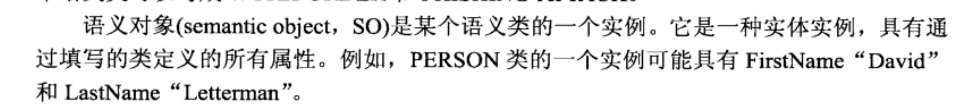 语义对象(semantic object，SO)是某个语义类的一个实例。它是一种实体实例，具有通
过填写的类定义的所有属性。例如，PERSON 类的一个实例可能具有 FirstName“David”
和 LastName“Letterman”。